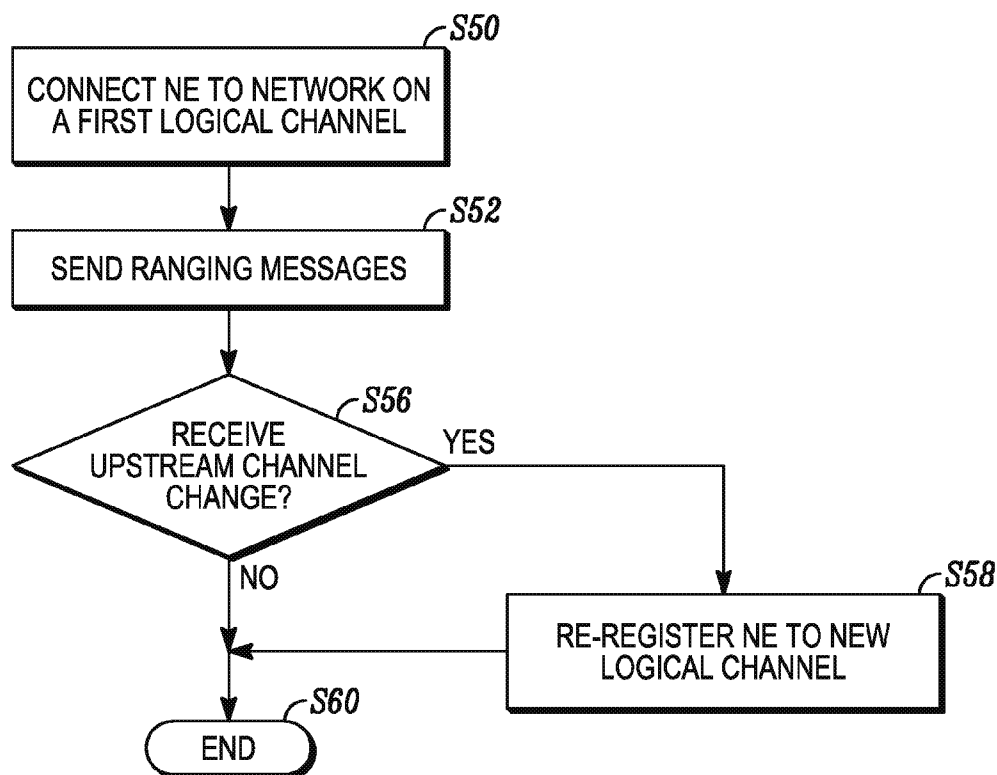 S50
CONNECT NE TO NETWORK ON
A FIRST LOGICAL CHANNEL
S52
SEND RANGING MESSAGES
S56
RECEIVE
UPSTREAM CHANNEL
CHANGE?
YES
NO
S58
RE-REGISTER NE TO NEW
LOGICAL CHANNEL
S60
END